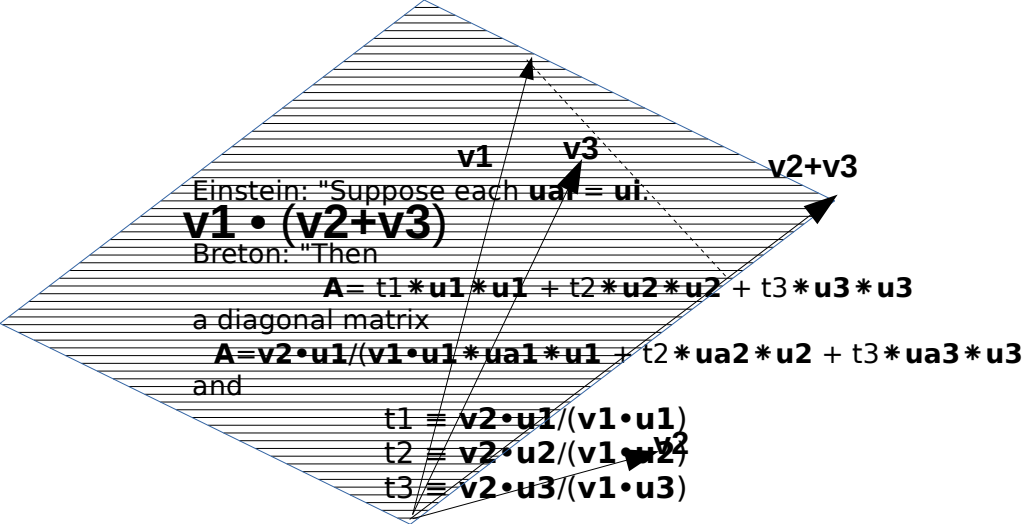 v1
v3
v2+v3
Einstein: "Suppose each uai = ui.
v1 • (v2+v3)
Breton: "Then
A= t1*u1*u1 + t2*u2*u2 + t3*u3*u3
a diagonal matrix
A=v2•u1/(v1•u1*ua1*u1 + t2*ua2*u2 + t3*ua3*u3
and
t1 = v2•u1/(v1•u1)
v2
t2 = v2•u2/(v1•u2)
t3 = v2•u3/(v1•u3)